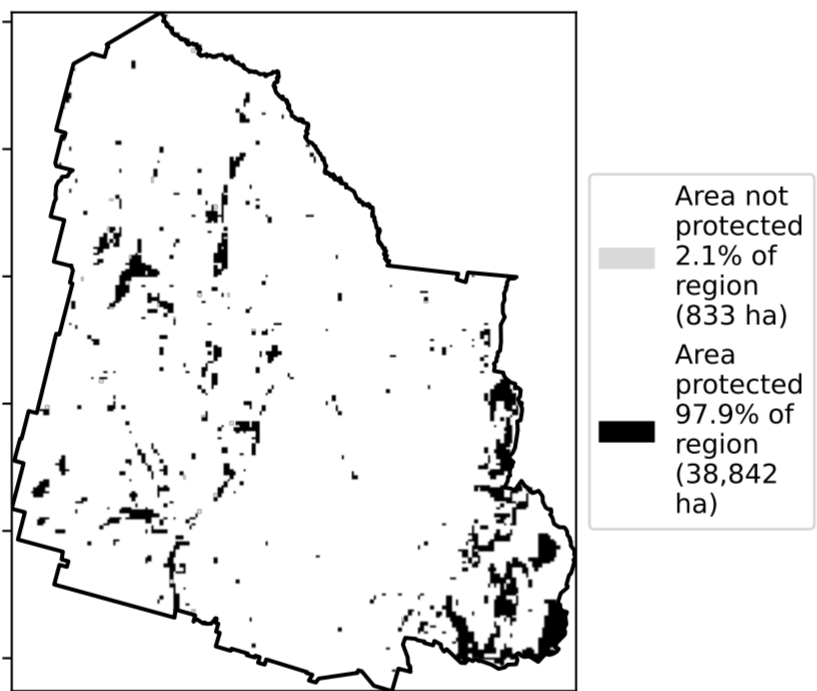 Area not
protected
2.1% of
region
(833 ha)
Area
protected
97.9% of
region
(38,842
ha)